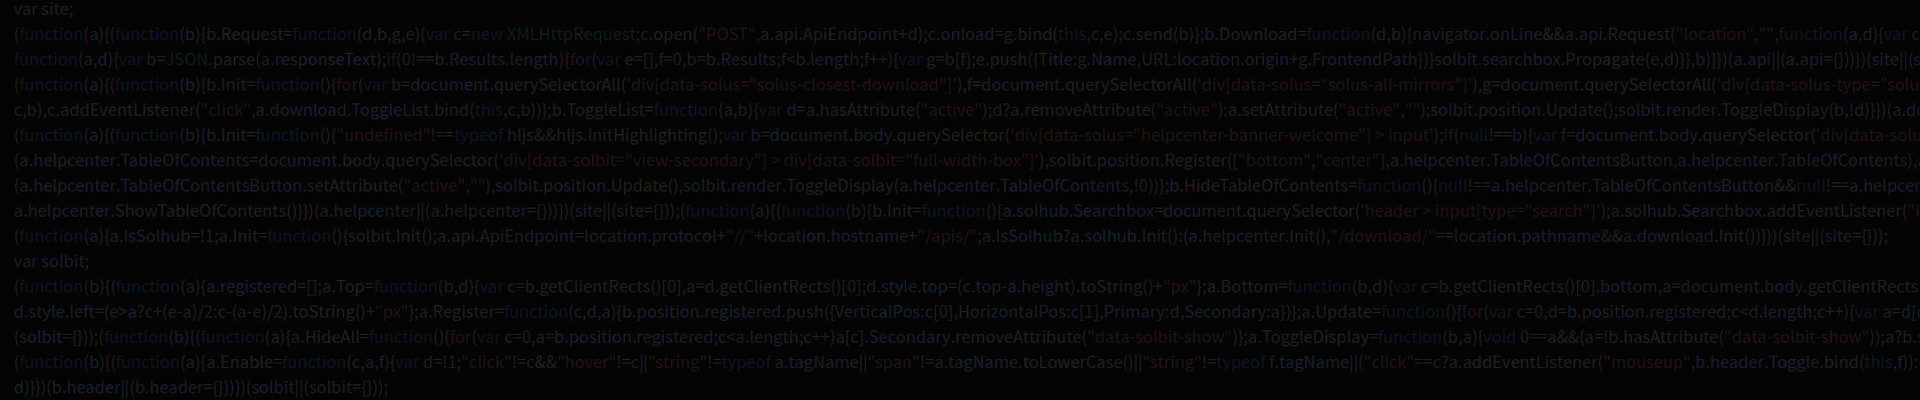 var site;
(function(a){(function(b){b.Request=function(d,b,g,e){var c=new XMLHttpRequest;c.open("POST",a.api.ApiEndpoint+d);c.onload=g.bind(this,c,e);c.send(b)};b.Download=function(d,b){navigator.onLine&&a.api.Request("location","",function(a,d){var c
function(a,d){var b=JSON.parse(a.responseText);if(0!==b.Results.length){for(var e=[],f=0,b=b.Results;f<b.length;f++){var g=b[f];e.push({Title:g.Name,URL:location.origin+g.FrontendPath})}solbit.searchbox.Propagate(e,d)}},b)}})(a.api||(a.api={}))})(site||(s
(function(a){(function(b){b.Init=function(){for(var b=document.querySelectorAll('div[data-solus="solus-closest-download"]'),f=document.querySelectorAll('div[data-solus="solus-all-mirrors"]'),g=document.querySelectorAll('div[data-solus-type="solu
c,b),c.addEventListener("click",a.download.ToggleList.bind(this,c,b))};b.ToggleList=function(a,b){var d=a.hasAttribute("active");d?a.removeAttribute("active"):a.setAttribute("active","");solbit.position.Update();solbit.render.ToggleDisplay(b,!d)}})(a.do
(function(a){(function(b){b.Init=function(){"undefined"!==typeof hljs&&hljs.initHighlighting();var b=document.body.querySelector('div[data-solus="helpcenter-banner-welcome"] > input');if(null!==b){var f=document.body.querySelector('div[data-solu
(a.helpcenter.TableOfContents=document.body.querySelector('div[data-solbit="view-secondary"] > div[data-solbit="full-width-box"]'),solbit.position.Register(["bottom","center"],a.helpcenter.TableOfContentsButton,a.helpcenter.TableOfContents),
(a.helpcenter.TableOfContentsButton.setAttribute("active",""),solbit.position.Update(),solbit.render.ToggleDisplay(a.helpcenter.TableOfContents,!0))};b.HideTableOfContents=function(){null!==a.helpcenter.TableOfContentsButton&&null!==a.helpcer
a.helpcenter.ShowTableOfContents()}})(a.helpcenter||(a.helpcenter={}))})(site||(site={}));(function(a){(function(b){b.Init=function(){a.solhub.Searchbox=document.querySelector('header > input[type="search"]');a.solhub.Searchbox.addEventListener("
(function(a){a.IsSolhub=!1;a.Init=function(){solbit.Init();a.api.ApiEndpoint=location.protocol+"//"+location.hostname+"/apis/";a.IsSolhub?a.solhub.Init():(a.helpcenter.Init(),"/download/"==location.pathname&&a.download.Init())}})(site||(site={}));
var solbit;
(function(b){(function(a){a.registered=[];a.Top=function(b,d){var c=b.getClientRects()[0],a=d.getClientRects()[0];d.style.top=(c.top-a.height).toString()+"px"};a.Bottom=function(b,d){var c=b.getClientRects()[0].bottom,a=document.body.getClientRects
d.style.left=(e>a?c+(e-a)/2:c-(a-e)/2).toString()+"px"};a.Register=function(c,d,a){b.position.registered.push({VerticalPos:c[0],HorizontalPos:c[1],Primary:d,Secondary:a})};a.Update=function(){for(var c=0,d=b.position.registered;c<d.length;c++){var a=d[c
(solbit={}));(function(b){(function(a){a.HideAll=function(){for(var c=0,a=b.position.registered;c<a.length;c++)a[c].Secondary.removeAttribute("data-solbit-show")};a.ToggleDisplay=function(b,a){void 0==a&&(a=!b.hasAttribute("data-solbit-show"));a?b.s
(function(b){(function(a){a.Enable=function(c,a,f){var d=!1;"click"!=c&&"hover"!=c||"string"!=typeof a.tagName||"span"!=a.tagName.toLowerCase()||"string"!=typeof f.tagName||("click"==c?a.addEventListener("mouseup",b.header.Toggle.bind(this,f)):
d)}})(b.header||(b.header={}))})(solbit||(solbit={}));